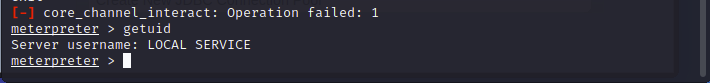 [-] core_channel_interact: Operation failed: 1
meterpreter > getuid
Server username: LOCAL SERVICE
meterpreter >